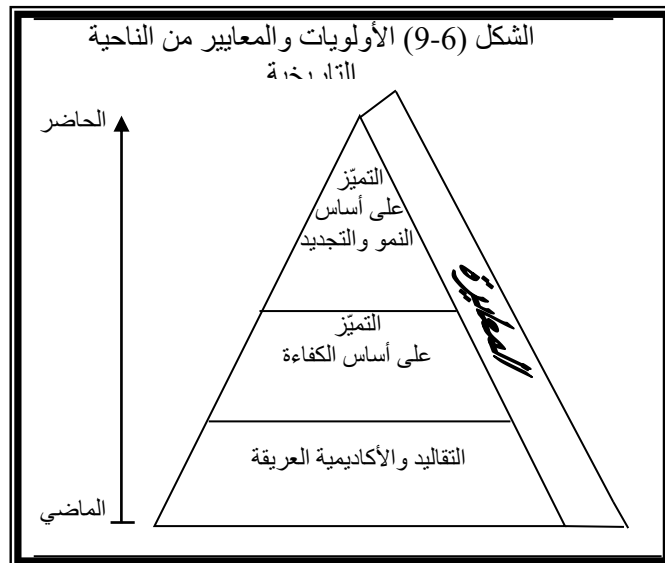 الشكل (6-9) الأولويات والمعايير من الناحية
التاريخية
الحاضر
التميّز
على أساس
النمو والتجديد
المعايرة
التميّز
على أساس الكفاءة
التقاليد والأكاديمية العريقة
الماضي